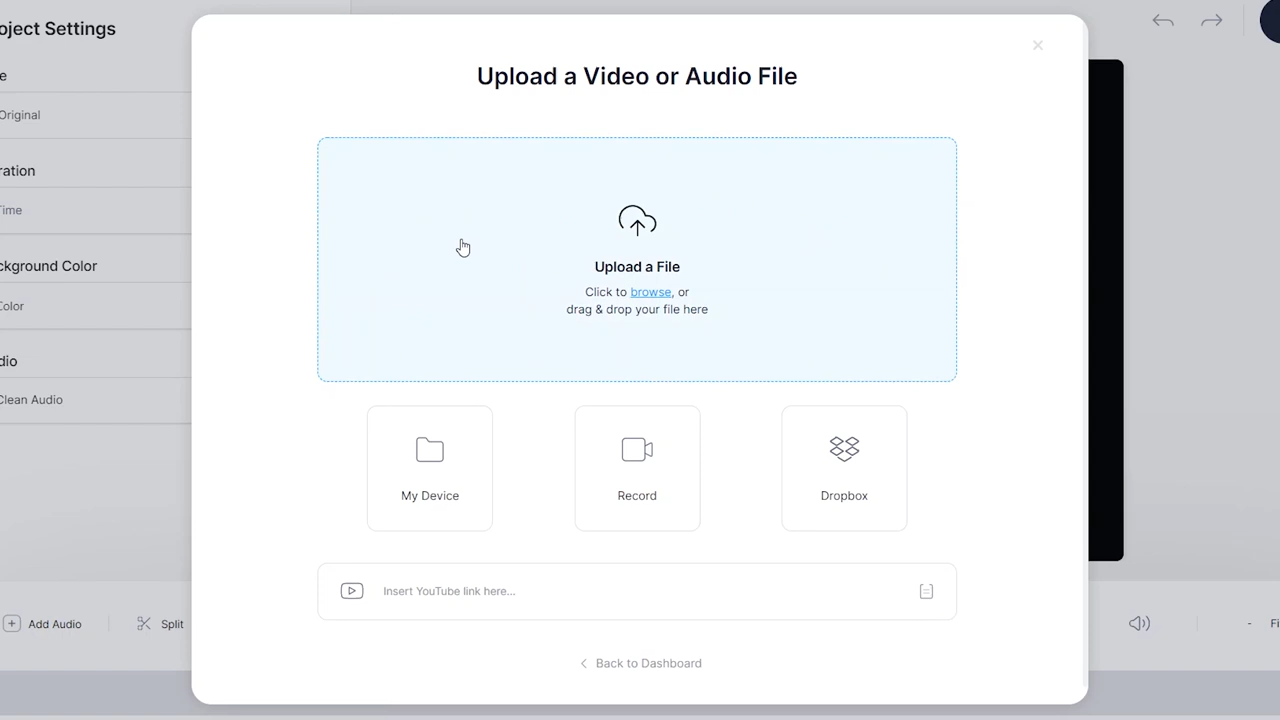 oject Settings
e
Original
ration
Time
ckground Color
Color
dio
Clean Audio
Upload a Video or Audio File
Upload a File
Click to browse, or
drag & drop your file here
My Device
Record
Dropbox
Insert YouTube link here...
Back to Dashboard
Add Audio
Split
- Fi